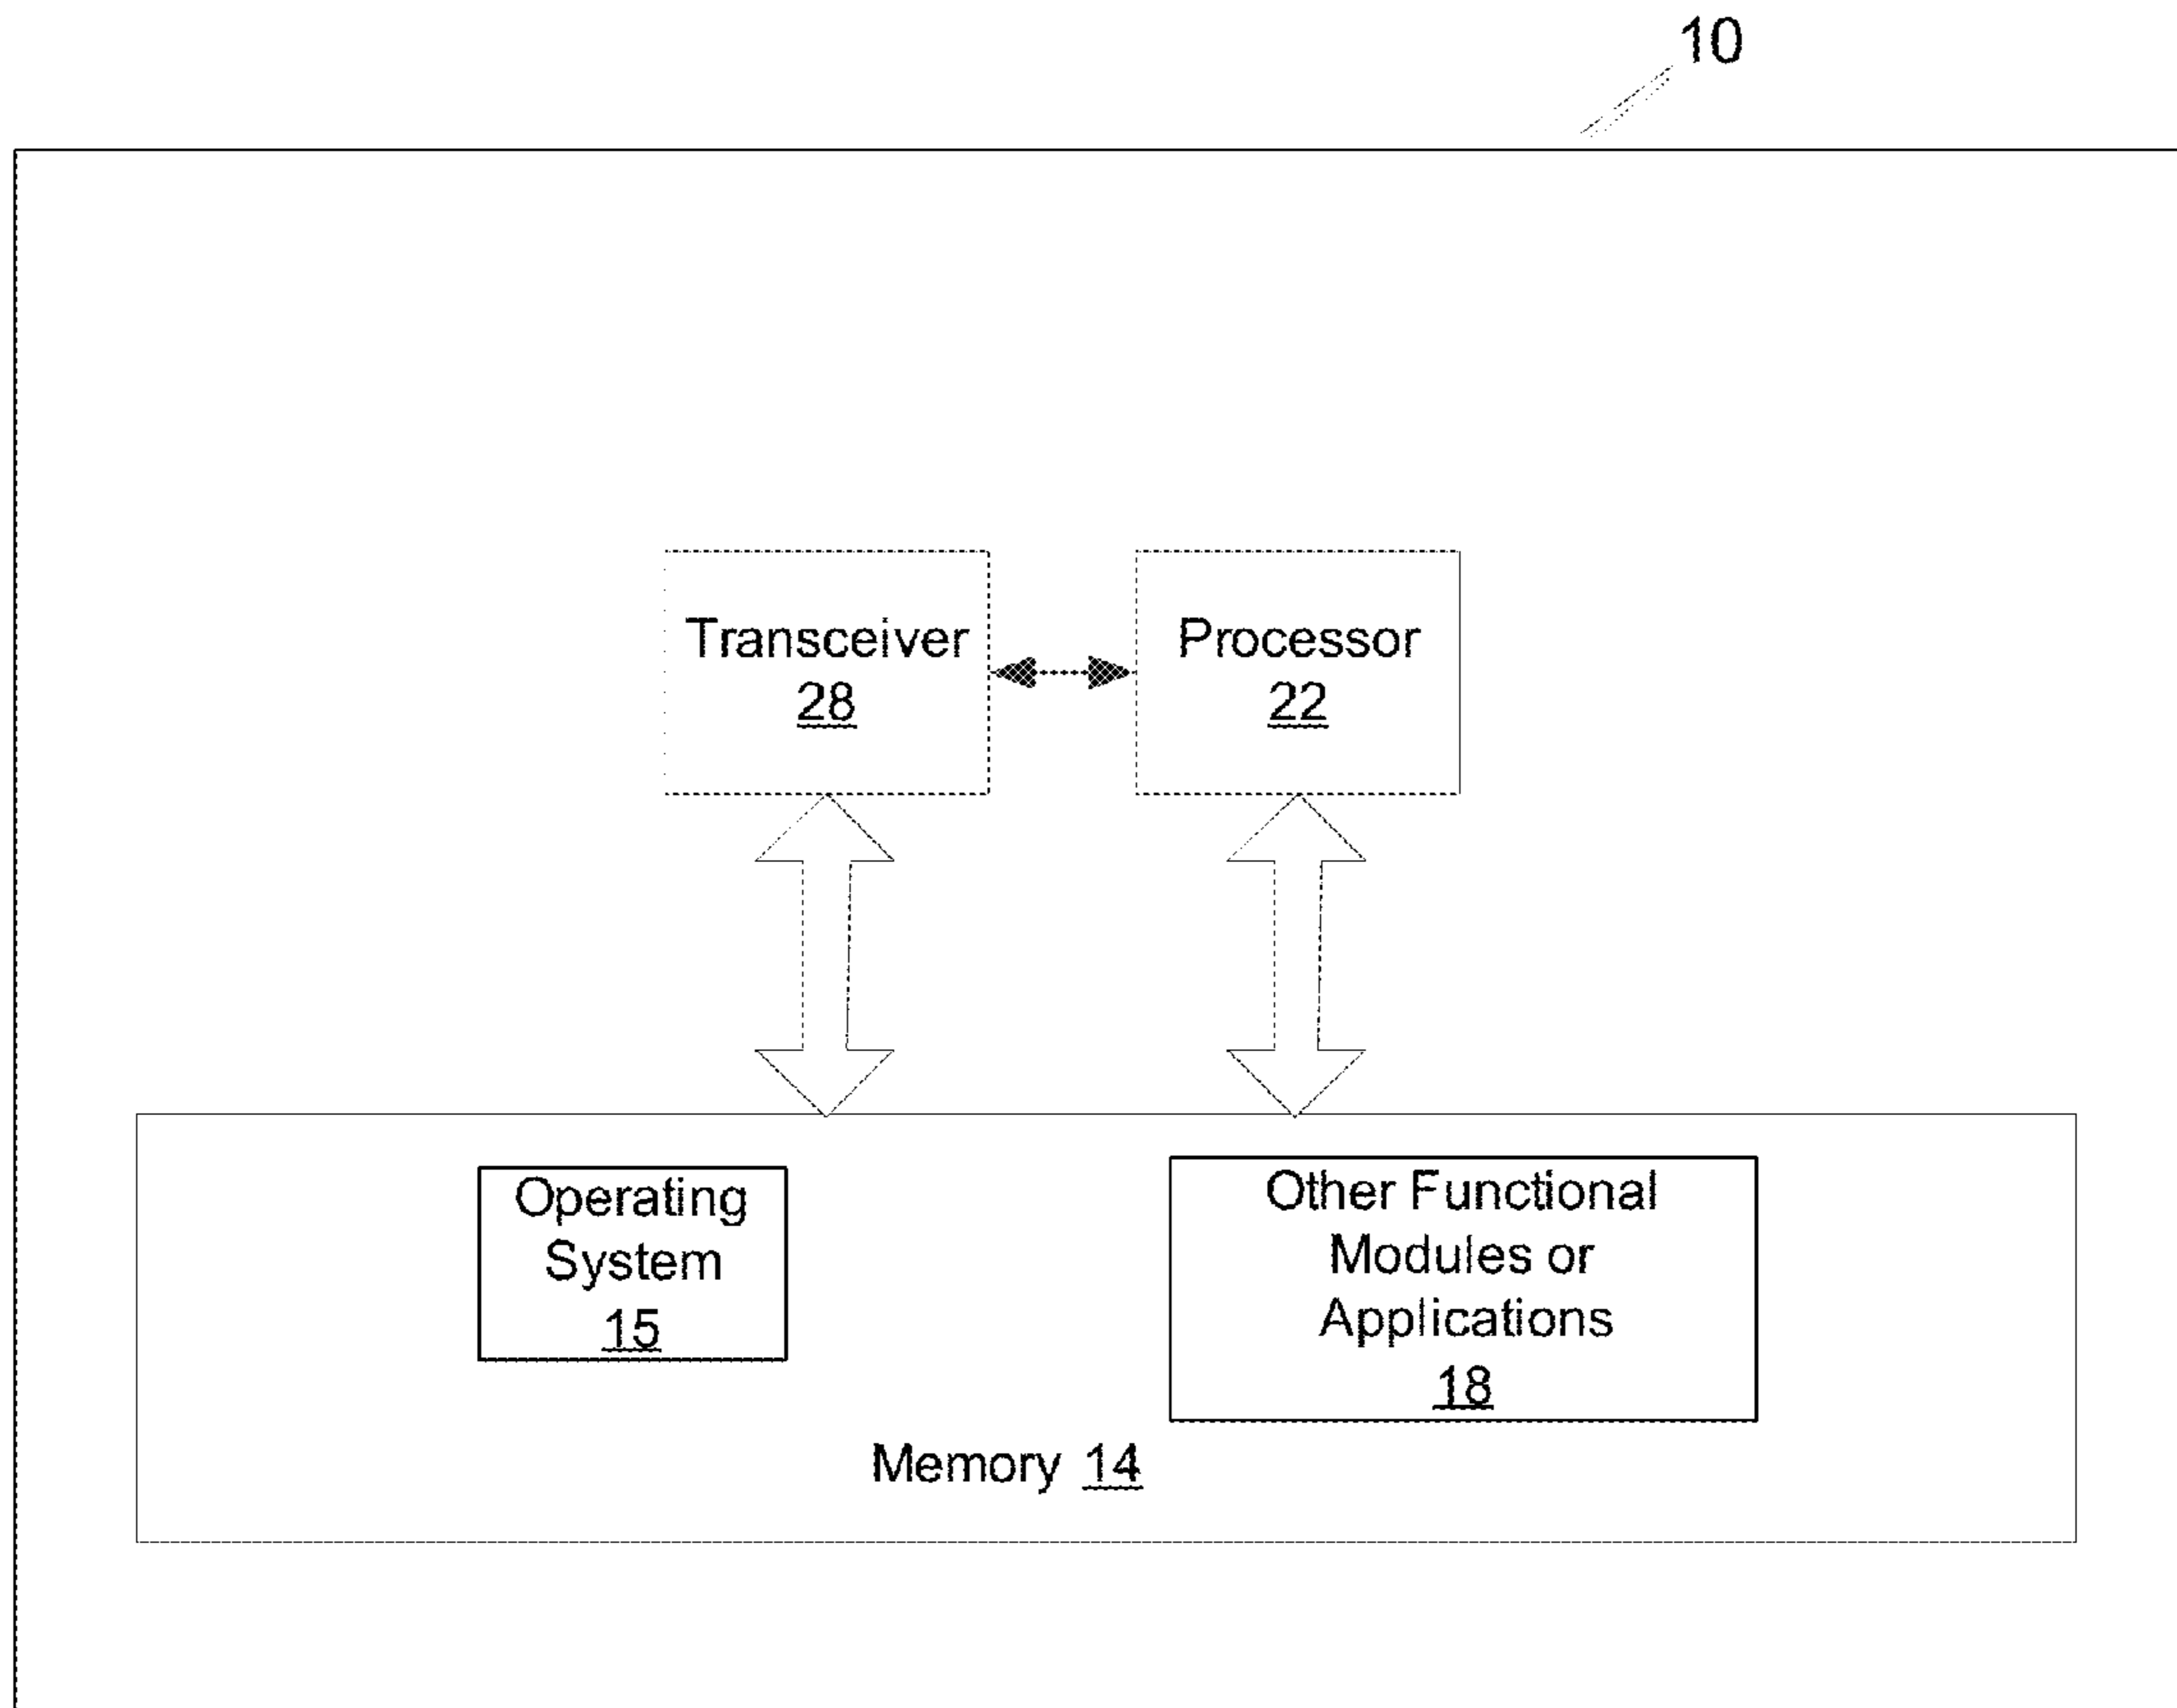 10
Transceiver
28
Processor
22
Operating
System
15
Other Functional
Modules or
Applications
18
Memory 14